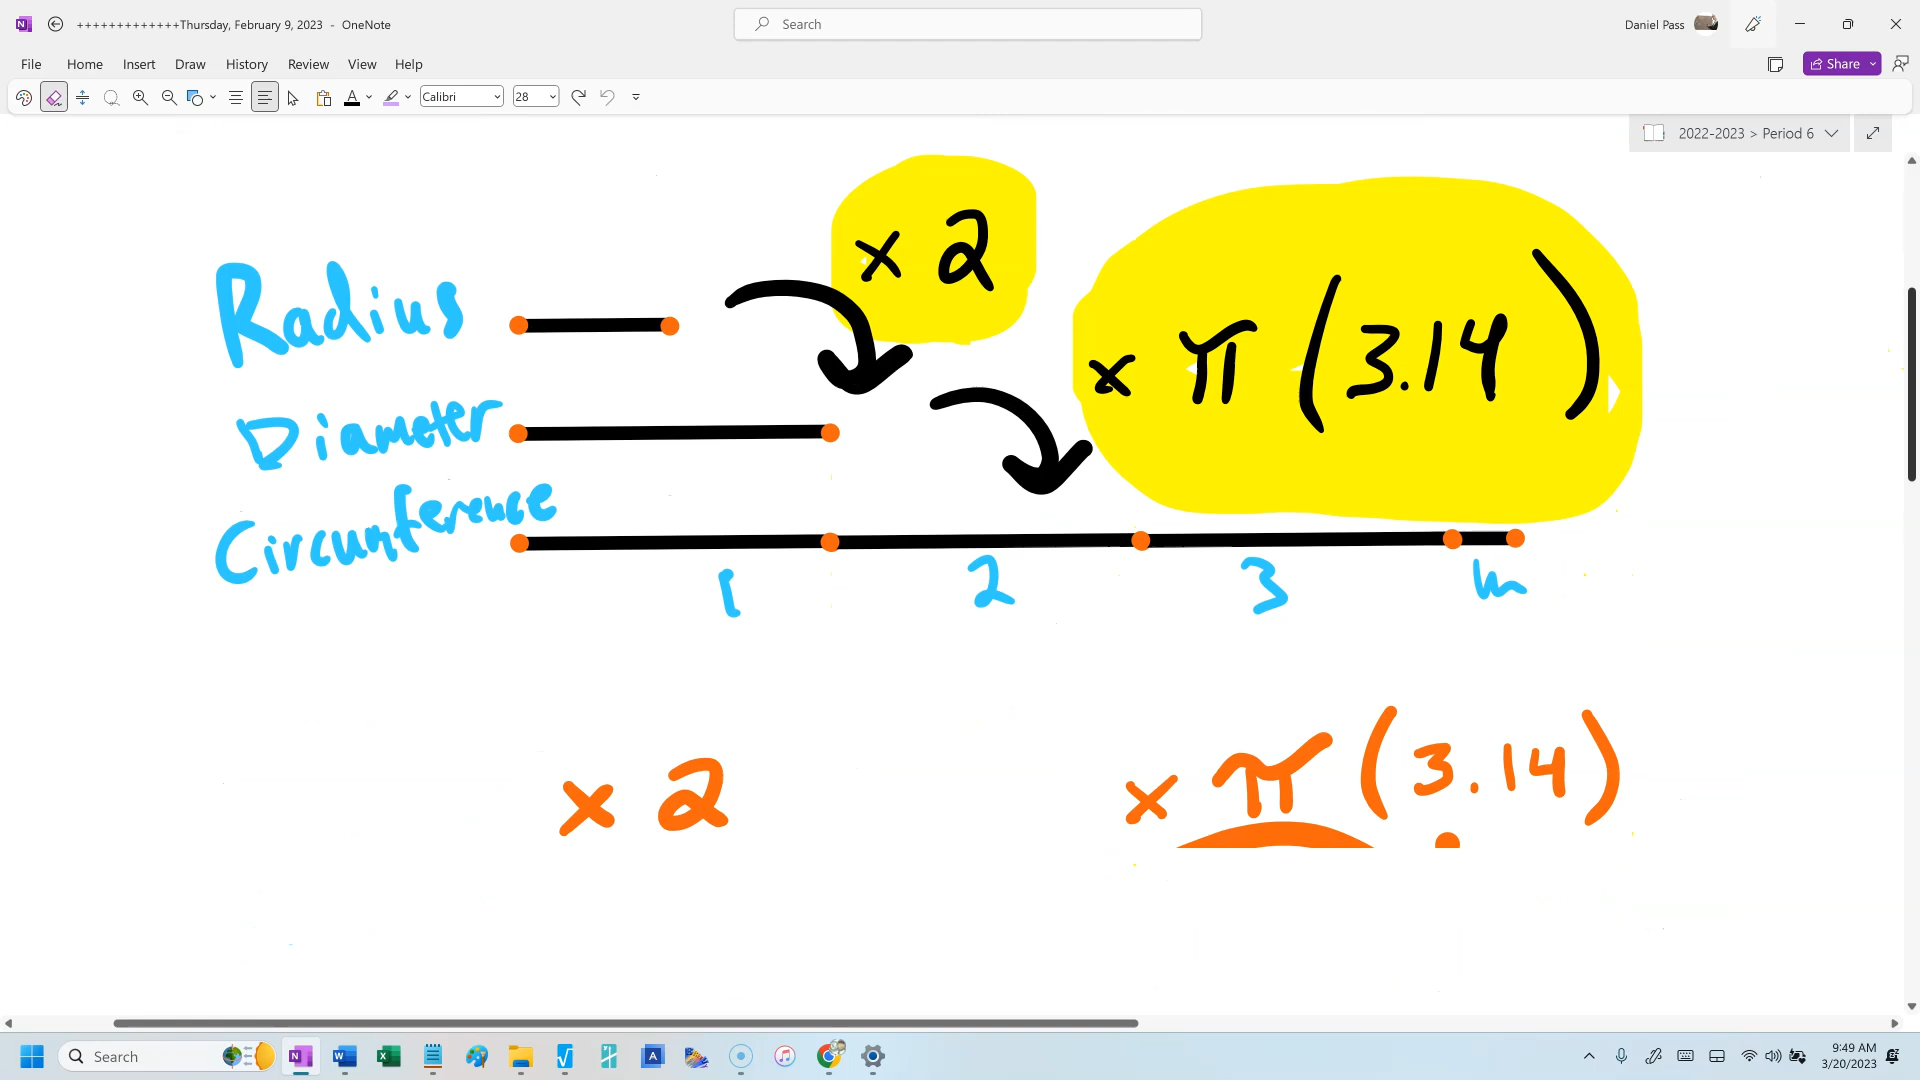 +++++++++++++Thursday, February 9, 2023 - OneNote
Search
Daniel Pass
File Home Insert Draw History Review View Help
Share
Calibri 28
2022-2023 > Period 6
× 2
Radius
× π (3.14)
Diameter
Circumference
1 2 3
× 2
× π (3.14)
Search
9:49 AM
3/20/2023